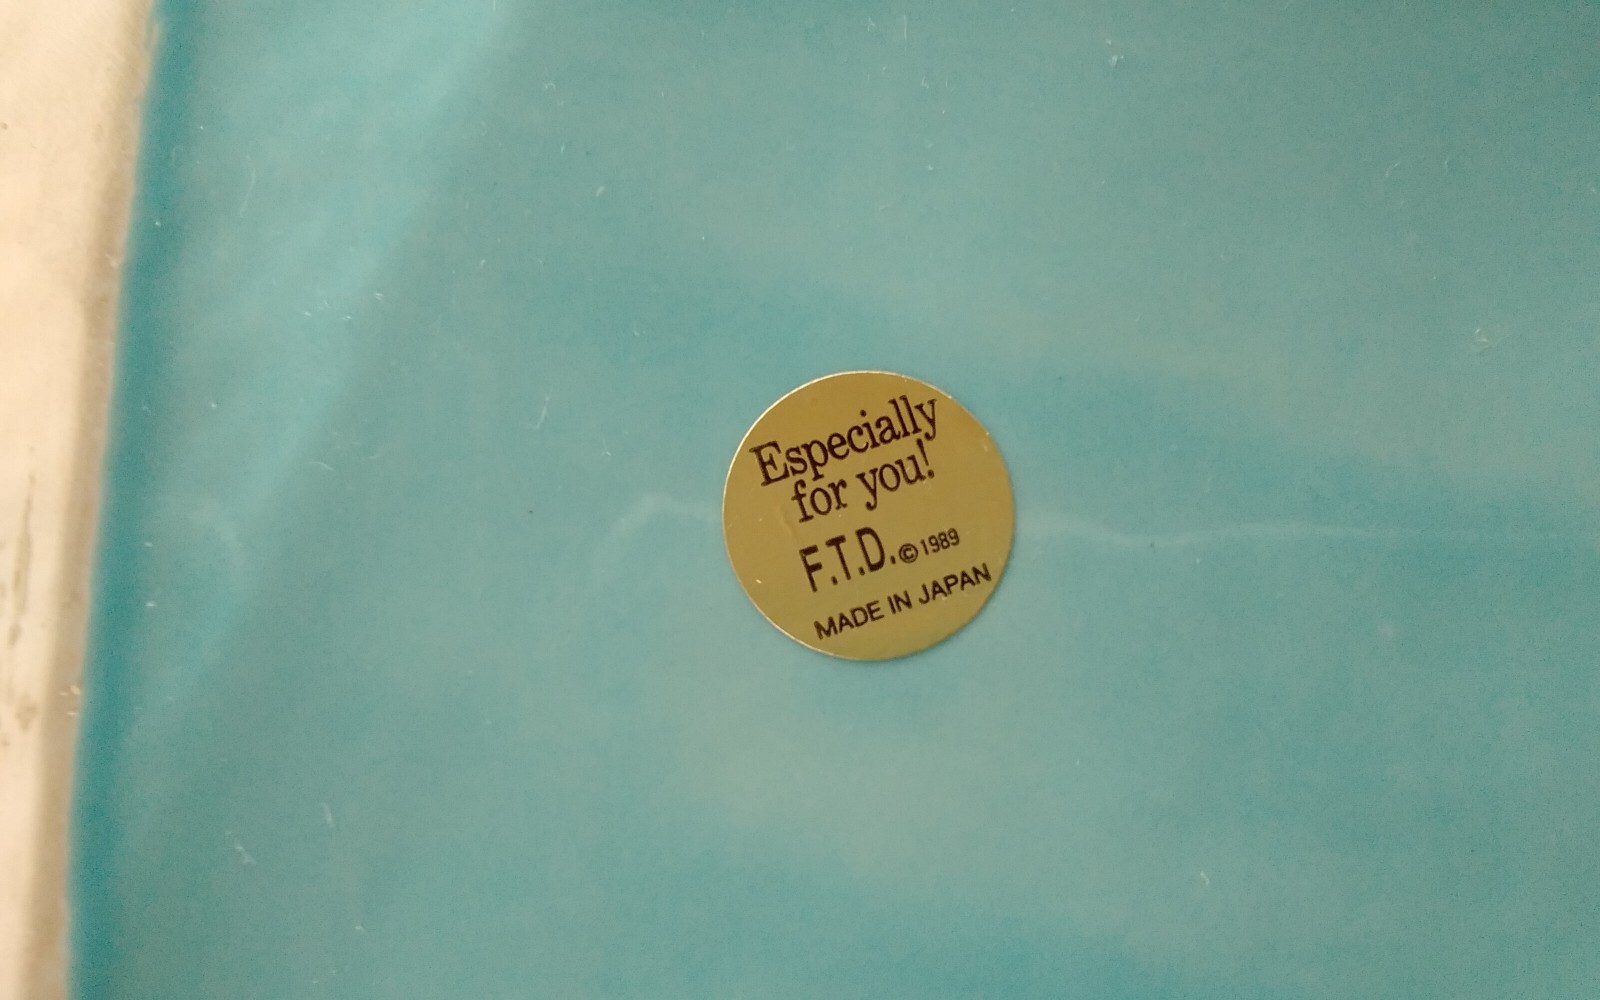 Especially
for you!
F.T.D. © 1989
MADE IN JAPAN